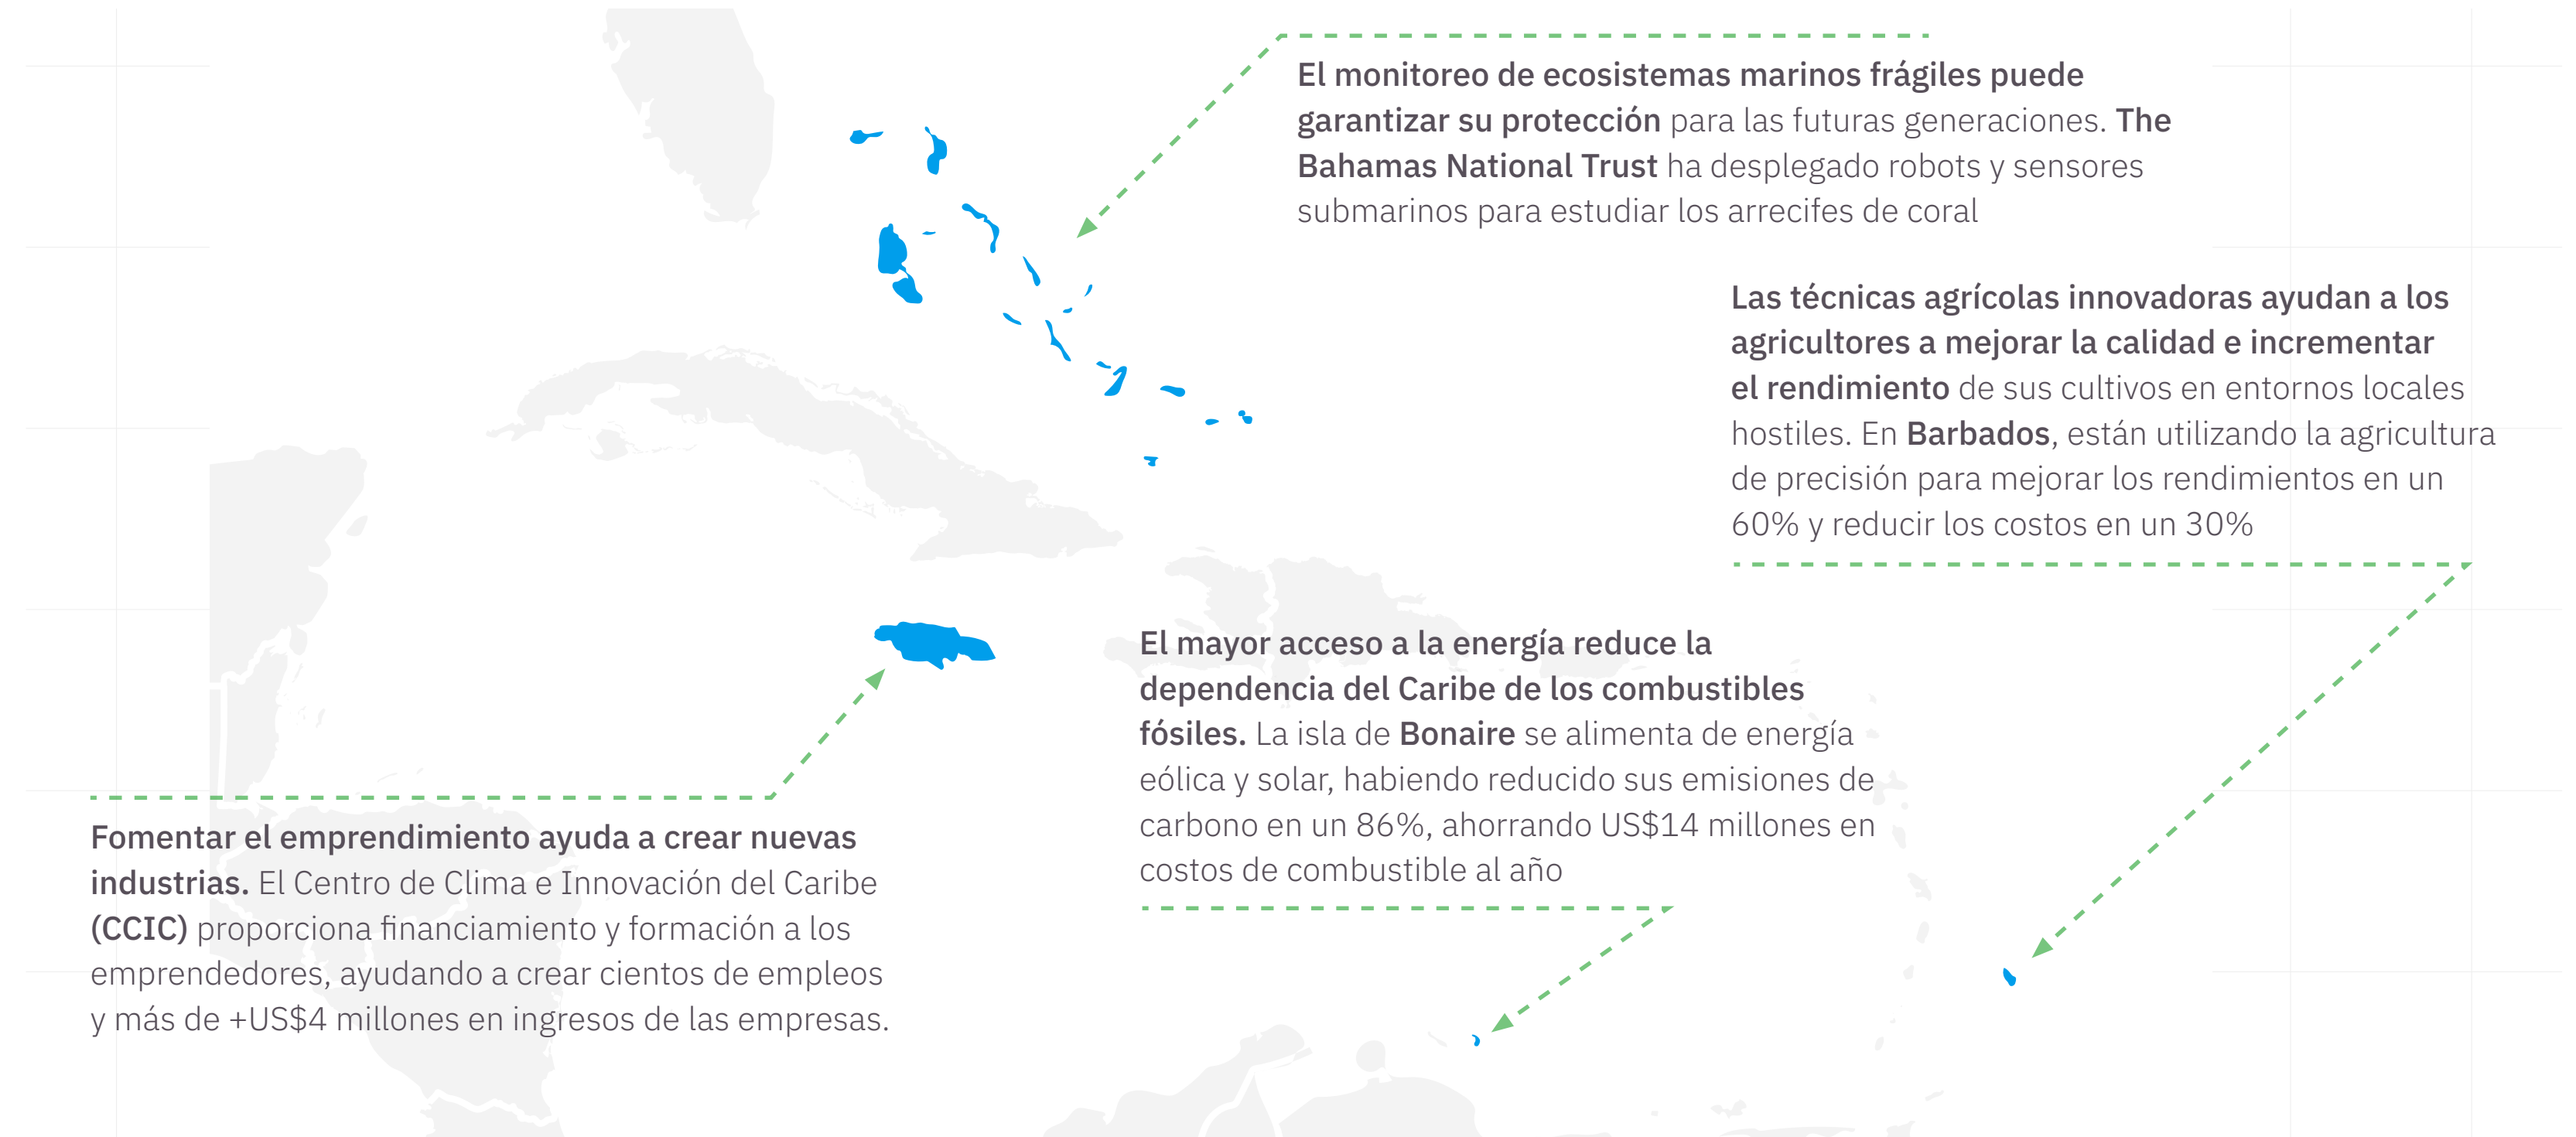 El monitoreo de ecosistemas marinos frágiles puede
garantizar su protección para las futuras generaciones. The
Bahamas National Trust ha desplegado robots y sensores
submarinos para estudiar los arrecifes de coral
Las técnicas agrícolas innovadoras ayudan a los
agricultores a mejorar la calidad e incrementar
el rendimiento de sus cultivos en entornos locales
hostiles. En Barbados, están utilizando la agricultura
de precisión para mejorar los rendimientos en un
60% y reducir los costos en un 30%
El mayor acceso a la energía reduce la
dependencia del Caribe de los combustibles
fósiles. La isla de Bonaire se alimenta de energía
eólica y solar, habiendo reducido sus emisiones de
carbono en un 86%, ahorrando US$14 millones en
costos de combustible al año
Fomentar el emprendimiento ayuda a crear nuevas
industrias. El Centro de Clima e Innovación del Caribe
(CCIC) proporciona financiamiento y formación a los
emprendedores, ayudando a crear cientos de empleos
y más de +US$4 millones en ingresos de las empresas.